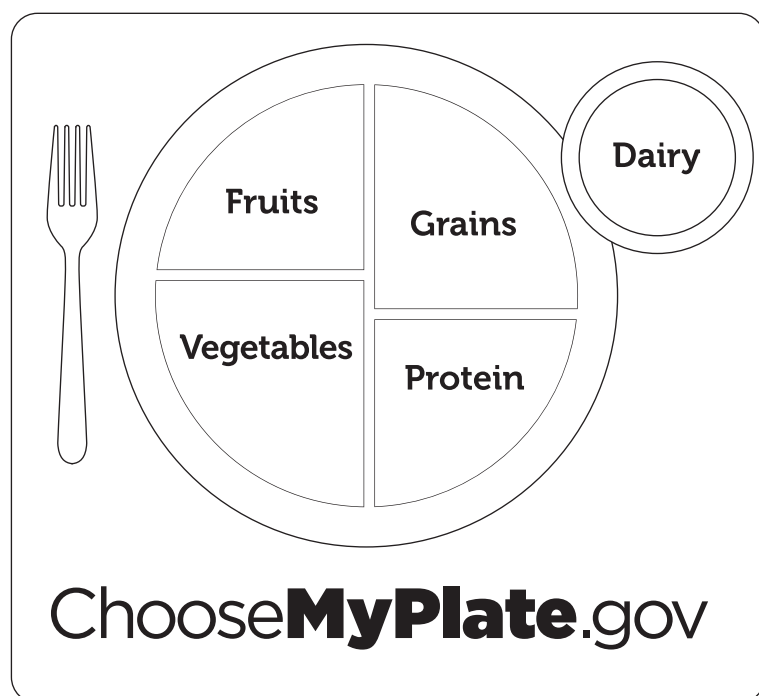 Fruits
Grains
Dairy
Vegetables
Protein
ChooseMyPlate.gov